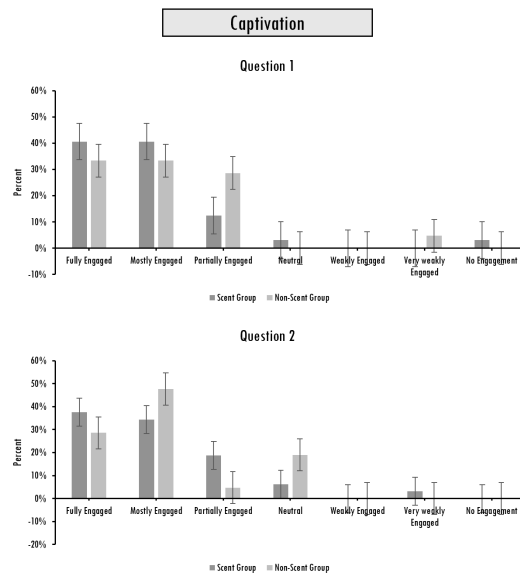 Captivation
Question 1
60%
50%
40%
30%
20%
10%
0%
-10%
Percent
Fully Engaged
Mostly Engaged
Partially Engaged
Neutral
Weakly Engaged
Very weakly
Engaged
No Engagement
Scent Group
Non-Scent Group
Question 2
60%
50%
40%
30%
20%
10%
0%
-10%
-20%
Percent
Fully Engaged
Mostly Engaged
Partially Engaged
Neutral
Weakly Engaged
Very weakly
Engaged
No Engagement
Scent Group
Non-Scent Group